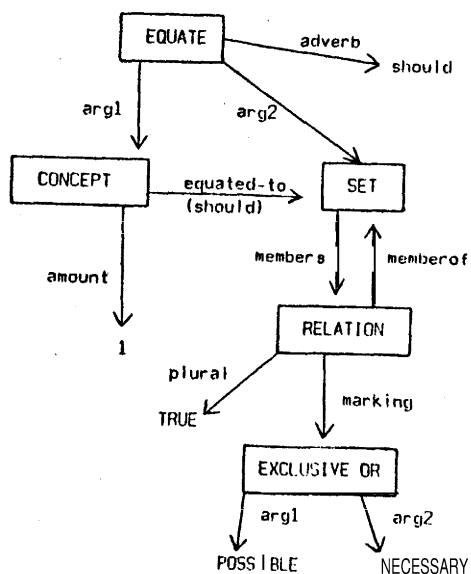 EQUATE
adverb
should
arg1
arg2
CONCEPT
equated-to
(should)
SET
members
memberof
amount
RELATION
1
plural
marking
TRUE
EXCLUSIVE OR
arg1
arg2
POSSIBLE
NECESSARY